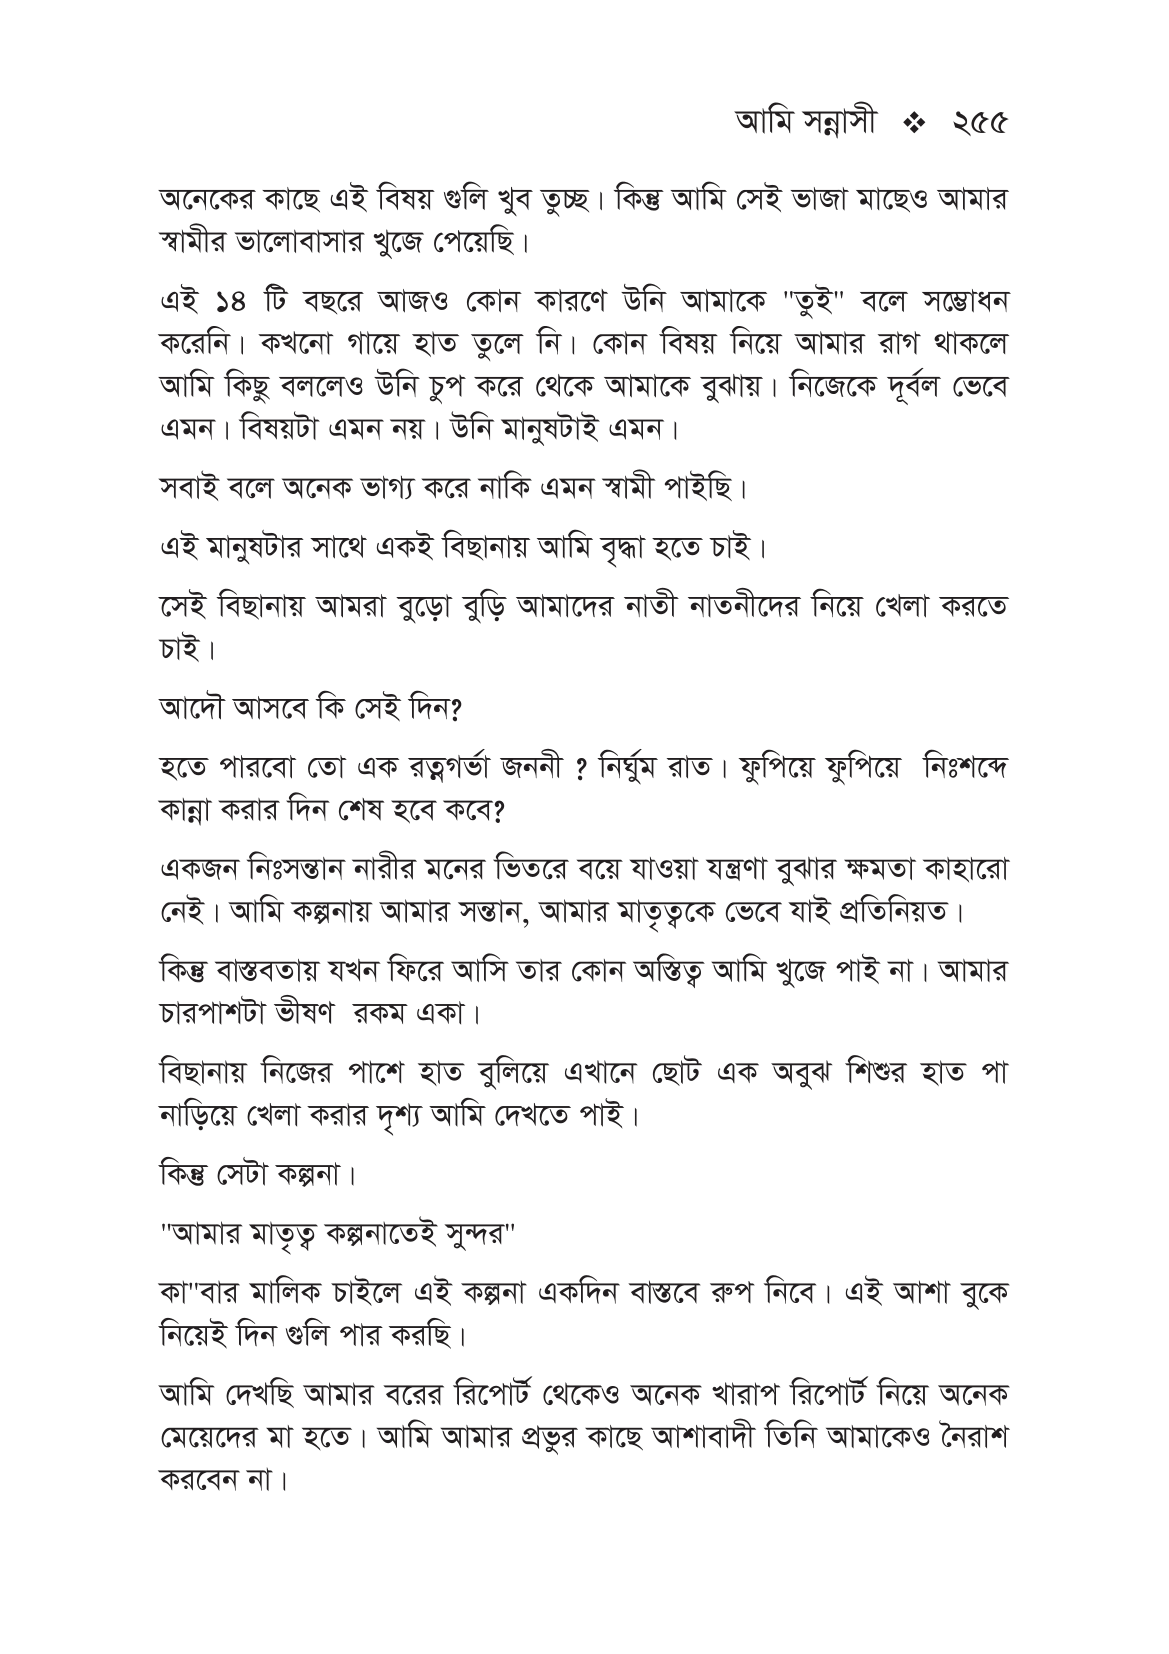 আমি সন্নাসী ❖ ২৫৫
অনেকের কাছে এই বিষয় গুলি খুব তুচ্ছ। কিন্তু আমি সেই ভাজা মাছেও আমার
স্বামীর ভালোবাসার খুজে পেয়েছি।
এই ১৪ টি বছরে আজও কোন কারণে উনি আমাকে "তুই" বলে সম্ভোধন
করেনি। কখনো গায়ে হাত তুলে নি। কোন বিষয় নিয়ে আমার রাগ থাকলে
আমি কিছু বললেও উনি চুপ করে থেকে আমাকে বুঝায়। নিজেকে দূর্বল ভেবে
এমন। বিষয়টা এমন নয়। উনি মানুষটাই এমন।
সবাই বলে অনেক ভাগ্য করে নাকি এমন স্বামী পাইছি।
এই মানুষটার সাথে একই বিছানায় আমি বৃদ্ধা হতে চাই।
সেই বিছানায় আমরা বুড়ো বুড়ি আমাদের নাতী নাতনীদের নিয়ে খেলা করতে
চাই।
আদৌ আসবে কি সেই দিন?
হতে পারবো তো এক রত্নগর্ভা জননী ? নির্ঘুম রাত। ফুপিয়ে ফুপিয়ে নিঃশব্দে
কান্না করার দিন শেষ হবে কবে?
একজন নিঃসন্তান নারীর মনের ভিতরে বয়ে যাওয়া যন্ত্রণা বুঝার ক্ষমতা কাহারো
নেই। আমি কল্পনায় আমার সন্তান, আমার মাতৃত্বকে ভেবে যাই প্রতিনিয়ত।
কিন্তু বাস্তবতায় যখন ফিরে আসি তার কোন অস্তিত্ব আমি খুজে পাই না। আমার
চারপাশটা ভীষণ রকম একা।
বিছানায় নিজের পাশে হাত বুলিয়ে এখানে ছোট এক অবুঝ শিশুর হাত পা
নাড়িয়ে খেলা করার দৃশ্য আমি দেখতে পাই।
কিন্তু সেটা কল্পনা।
"আমার মাতৃত্ব কল্পনাতেই সুন্দর"
কা"বার মালিক চাইলে এই কল্পনা একদিন বাস্তবে রুপ নিবে। এই আশা বুকে
নিয়েই দিন গুলি পার করছি।
আমি দেখছি আমার বরের রিপোর্ট থেকেও অনেক খারাপ রিপোর্ট নিয়ে অনেক
মেয়েদের মা হতে। আমি আমার প্রভুর কাছে আশাবাদী তিনি আমাকেও নৈরাশ
করবেন না।